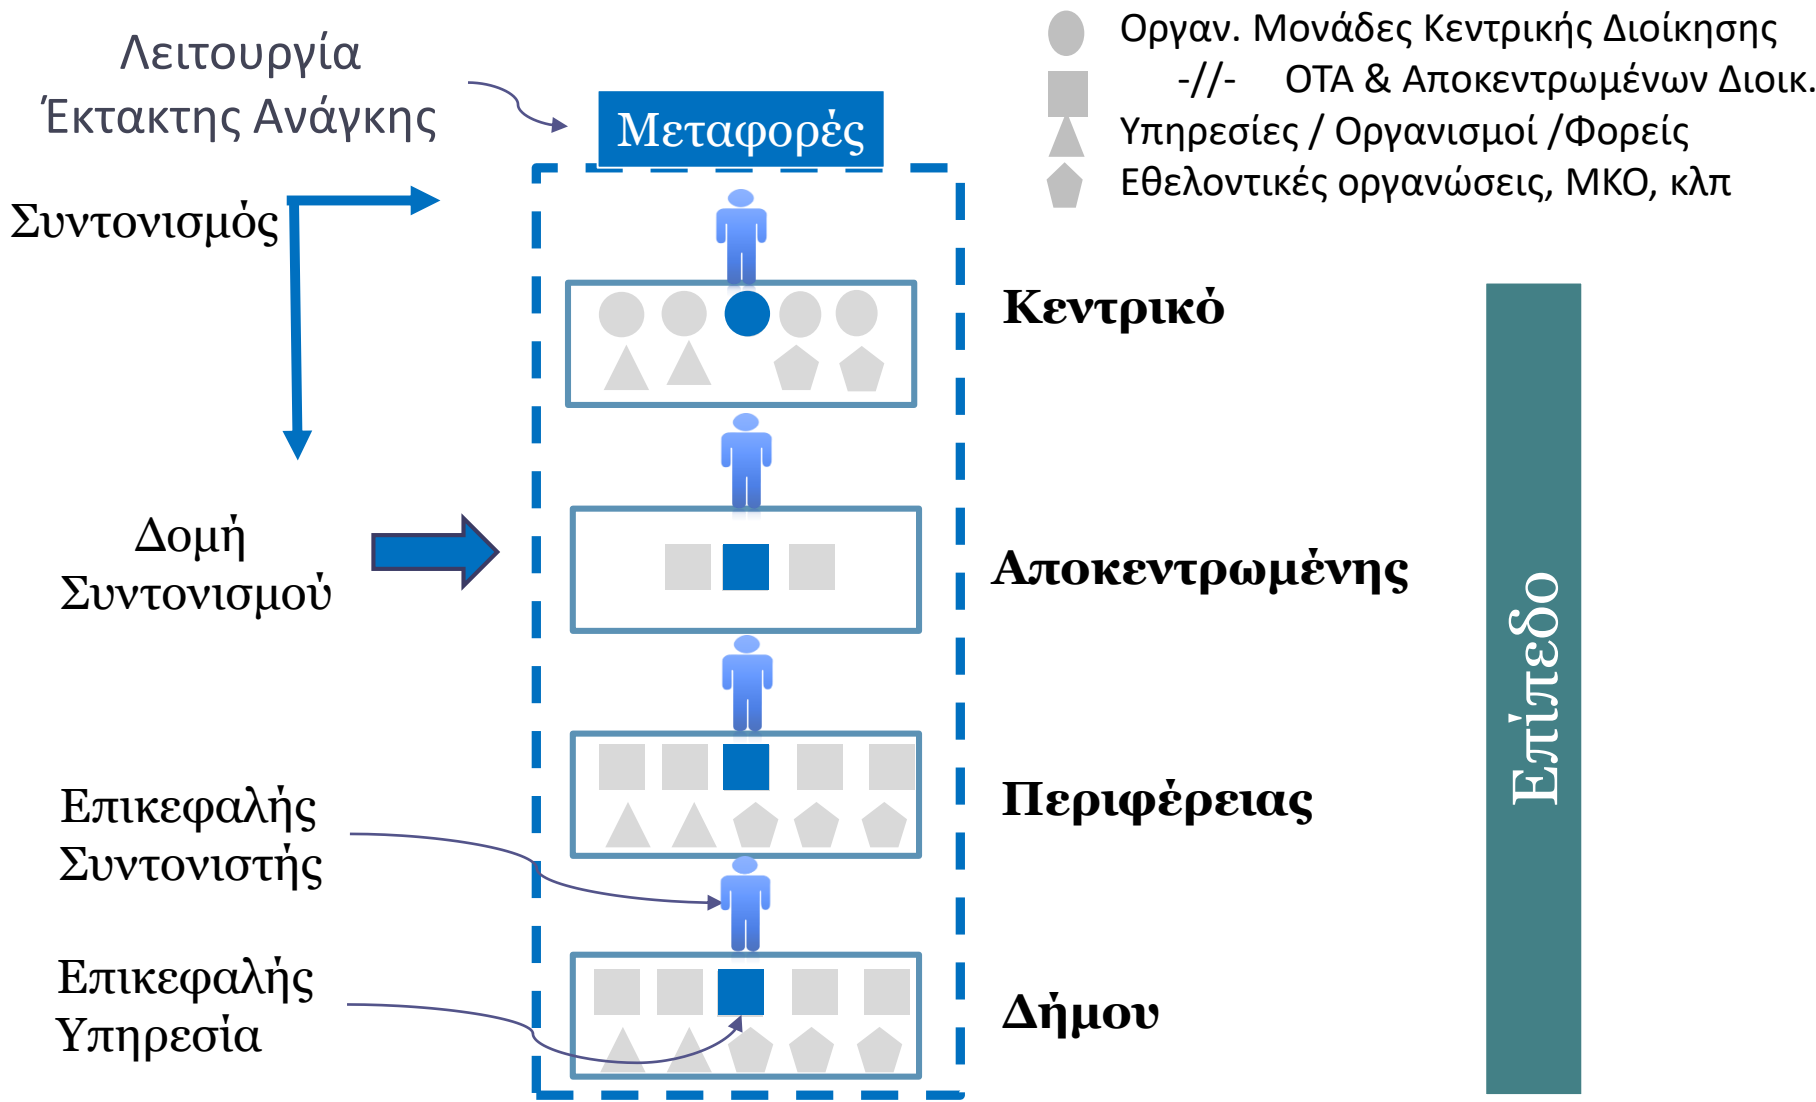 Λειτουργία
Έκτακτης Ανάγκης
Οργαν. Μονάδες Κεντρικής Διοίκησης
-//- ΟΤΑ & Αποκεντρωμένων Διοικ.
Υπηρεσίες / Οργανισμοί /Φορείς
Εθελοντικές οργανώσεις, ΜΚΟ, κλπ
Μεταφορές
Συντονισμός
Κεντρικό
Δομή
Συντονισμού
Αποκεντρωμένης
Επίπεδο
Επικεφαλής
Συντονιστής
Περιφέρειας
Επικεφαλής
Υπηρεσία
Δήμου